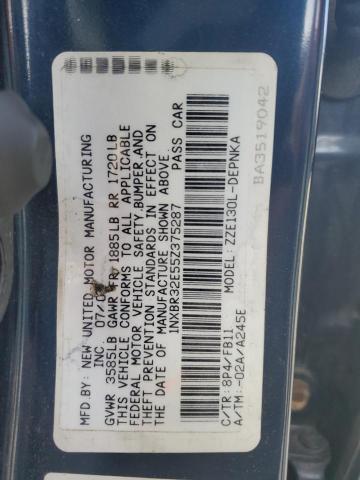 MFD.BY: NEW UNITED MOTOR MANUFACTURING
INC. 07/0
GVWR 3585LB GAWR FR 1885LB RR 1720LB
THIS VEHICLE CONFORMS TO ALL APPLICABLE
FEDERAL MOTOR VEHICLE SAFETY,BUMPER,AND
THEFT PREVENTION STANDARDS IN EFFECT ON
THE DATE OF MANUFACTURE SHOWN ABOVE.
1NXBR32E55Z375287 PASS CAR
MODEL: ZZE130L-DEPNKA
C/TR: 8P4/FB11
A/TM: -02A/A245E
BA3519042